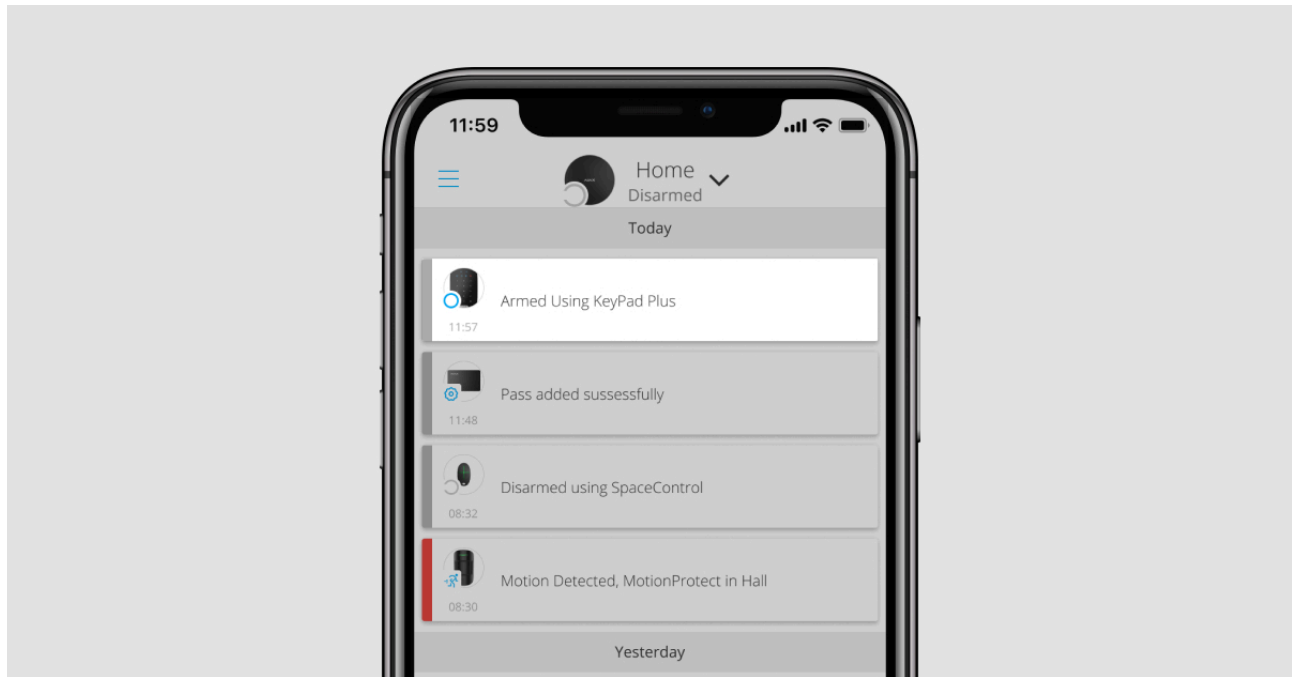 11:59
Home
Disarmed
Today
Armed Using KeyPad Plus
11:57
Pass added sussessfully
11:48
Disarmed using SpaceControl
08:32
Motion Detected, MotionProtect in Hall
08:30
Yesterday